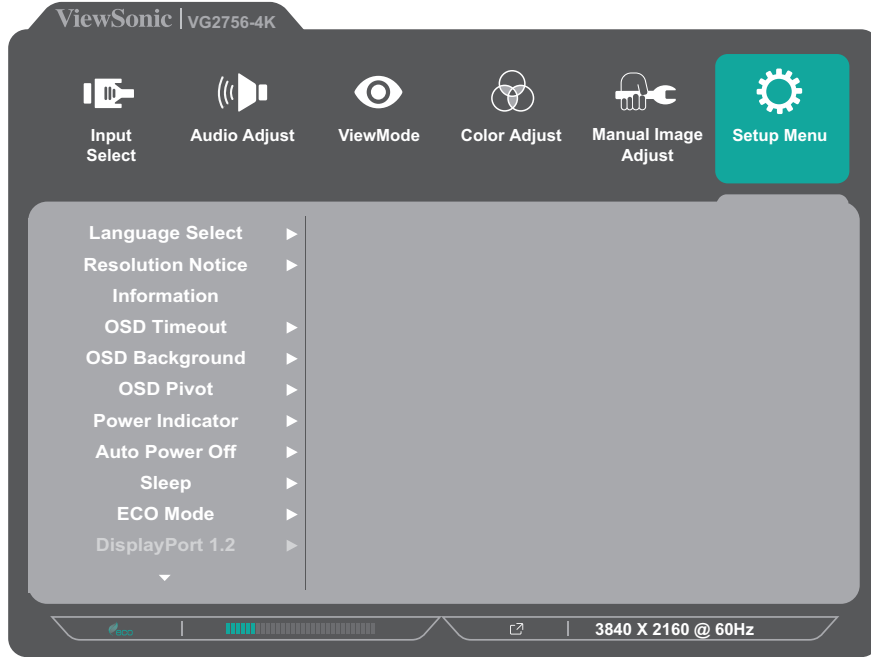 ViewSonic VG2756-4K
Input
Select
Audio Adjust
ViewMode
Color Adjust
Manual Image
Adjust
Setup Menu
Language Select
Resolution Notice
Information
OSD Timeout
OSD Background
OSD Pivot
Power Indicator
Auto Power Off
Sleep
ECO Mode
DisplayPort 1.2
eco
3840 X 2160 @ 60Hz